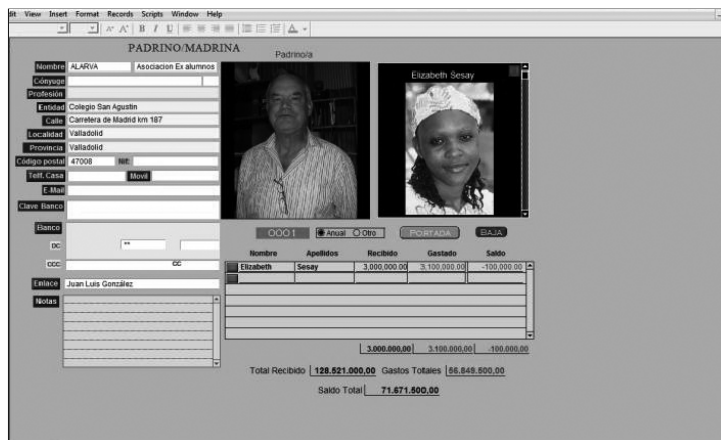 dit View Insert Format Records Scripts Window Help
B I U
PADRINO/MADRINA
Padrino/a
Nombre ALARVA Asociacion Ex alumnos
Cónyuge
Profesión
Entidad Colegio San Agustin
Calle Carretera de Madrid km 187
Localidad Valladolid
Provincia Valladolid
Código postal 47008 Nif:
Telf. Casa Movil
E-Mail
Clave Banco
Banco
DC **
CCC CC
Enlace Juan Luis González
Notas
Elizabeth Sesay
0001 Anual Otro PORTADA BAJA
Nombre Apellidos Recibido Gastado Saldo
Elizabeth Sesay 3,000,000.00 3,100,000.00 -100,000.00
3.000.000,00 3.100.000,00 -100.000,00
Total Recibido 128.521.000,00 Gastos Tottales 56.849.500,00
Saldo Total 71.671.500,00